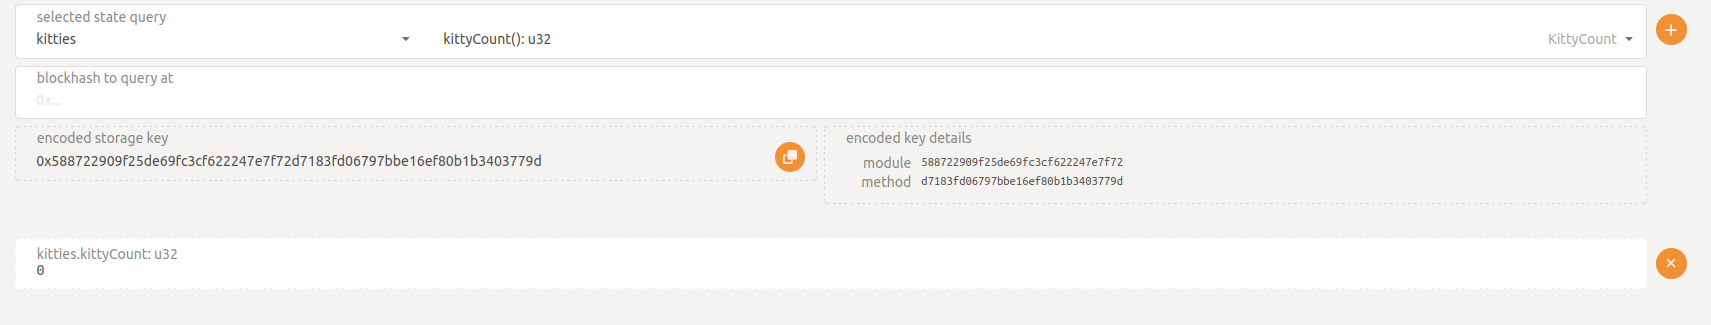 selected state query
kitties
kittyCount(): u32
KittyCount
blockhash to query at
0x...
encoded storage key
0x588722909f25de69fc3cf622247e7f72d7183fd06797bbe16ef80b1b3403779d
encoded key details
module 588722909f25de69fc3cf622247e7f72
method d7183fd06797bbe16ef80b1b3403779d
kitties.kittyCount: u32
0